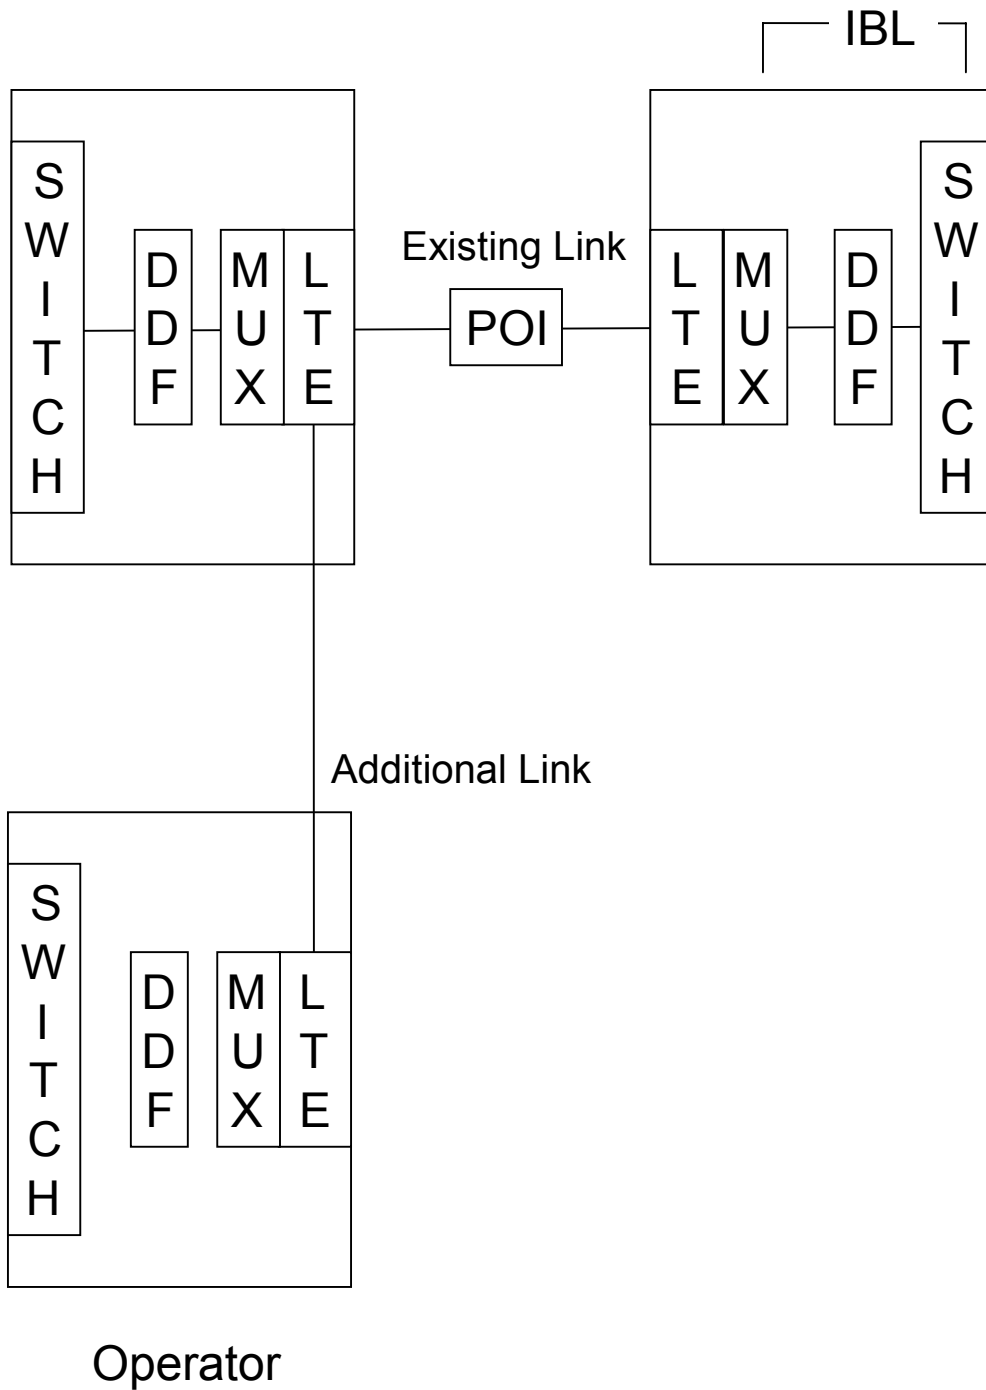 IBL
SWITCH
DDF
MUX
LTE
Existing Link
POI
LTE
MUX
DDF
SWITCH
Additional Link
SWITCH
DDF
MUX
LTE
Operator